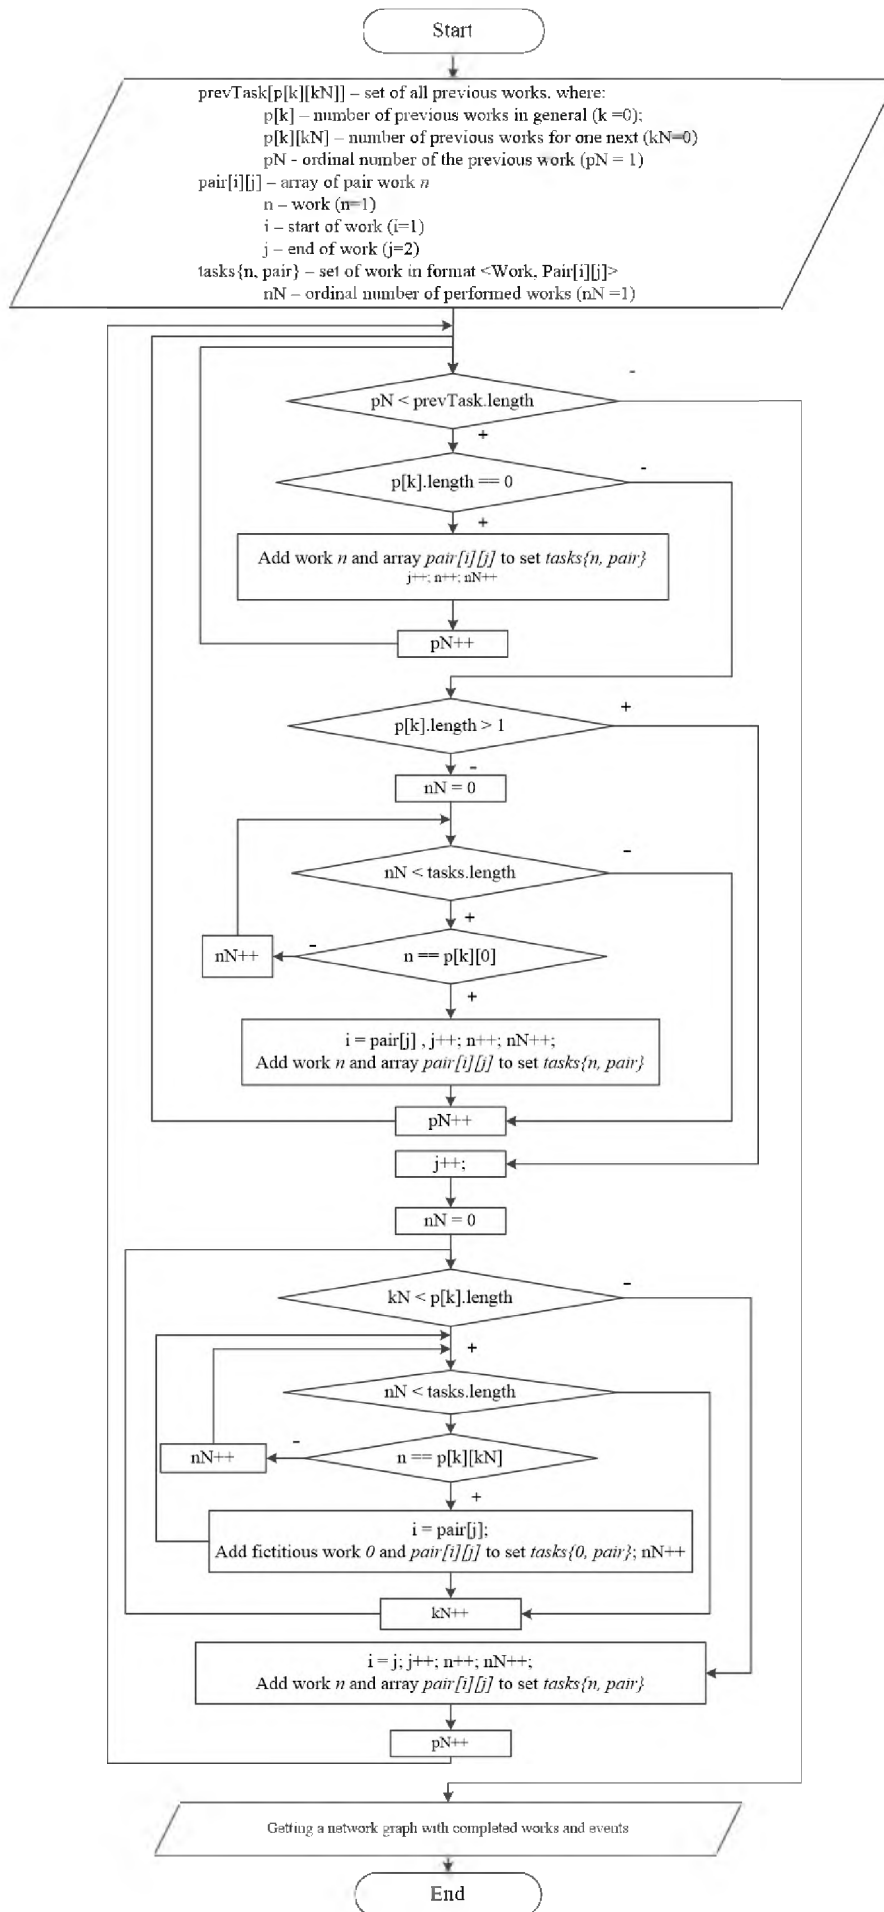 Start
prevTask[p[k][kN]] – set of all previous works. where:
p[k] – number of previous works in general (k =0);
p[k][kN] – number of previous works for one next (kN=0)
pN - ordinal number of the previous work (pN = 1)
pair[i][j] – array of pair work n
n – work (n=1)
i – start of work (i=1)
j – end of work (j=2)
tasks{n, pair} – set of work in format <Work, Pair[i][j]>
nN – ordinal number of performed works (nN =1)
-
pN < prevTask.length
+
-
p[k].length == 0
+
Add work n and array pair[i][j] to set tasks{n, pair}
j++; n++; nN++
pN++
+
p[k].length > 1
-
nN = 0
-
nN < tasks.length
+
-
nN++
n == p[k][0]
+
i = pair[j] , j++; n++; nN++;
Add work n and array pair[i][j] to set tasks{n, pair}
pN++
j++;
nN = 0
-
kN < p[k].length
+
nN < tasks.length
-
nN++
n == p[k][kN]
+
i = pair[j];
Add fictitious work 0 and pair[i][j] to set tasks{0, pair}; nN++
kN++
i = j; j++; n++; nN++;
Add work n and array pair[i][j] to set tasks{n, pair}
pN++
Getting a network graph with completed works and events
End